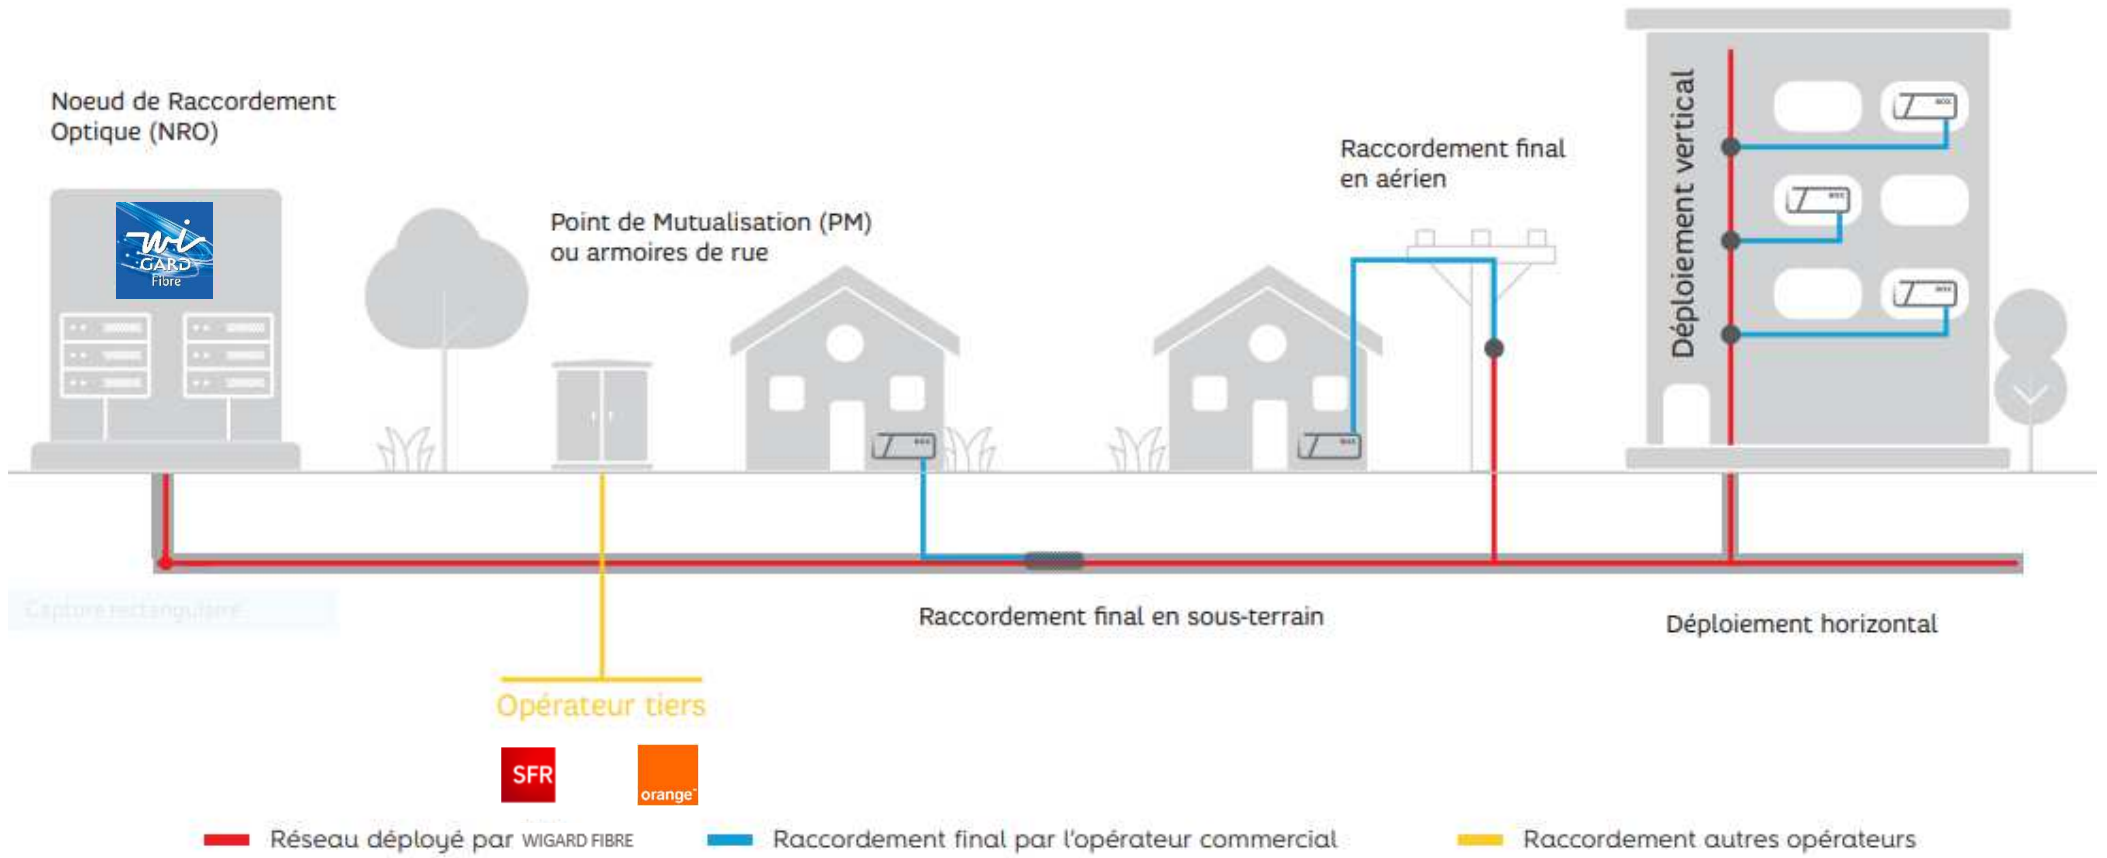 Noeud de Raccordement
Optique (NRO)
wi
GARD
Fibre
Point de Mutualisation (PM)
ou armoires de rue
Raccordement final
en aérien
Déploiement vertical
Capture rectangulaire
Raccordement final en sous-terrain
Déploiement horizontal
Opérateur tiers
SFR
orange
Réseau déployé par WIGARD FIBRE
Raccordement final par l'opérateur commercial
Raccordement autres opérateurs